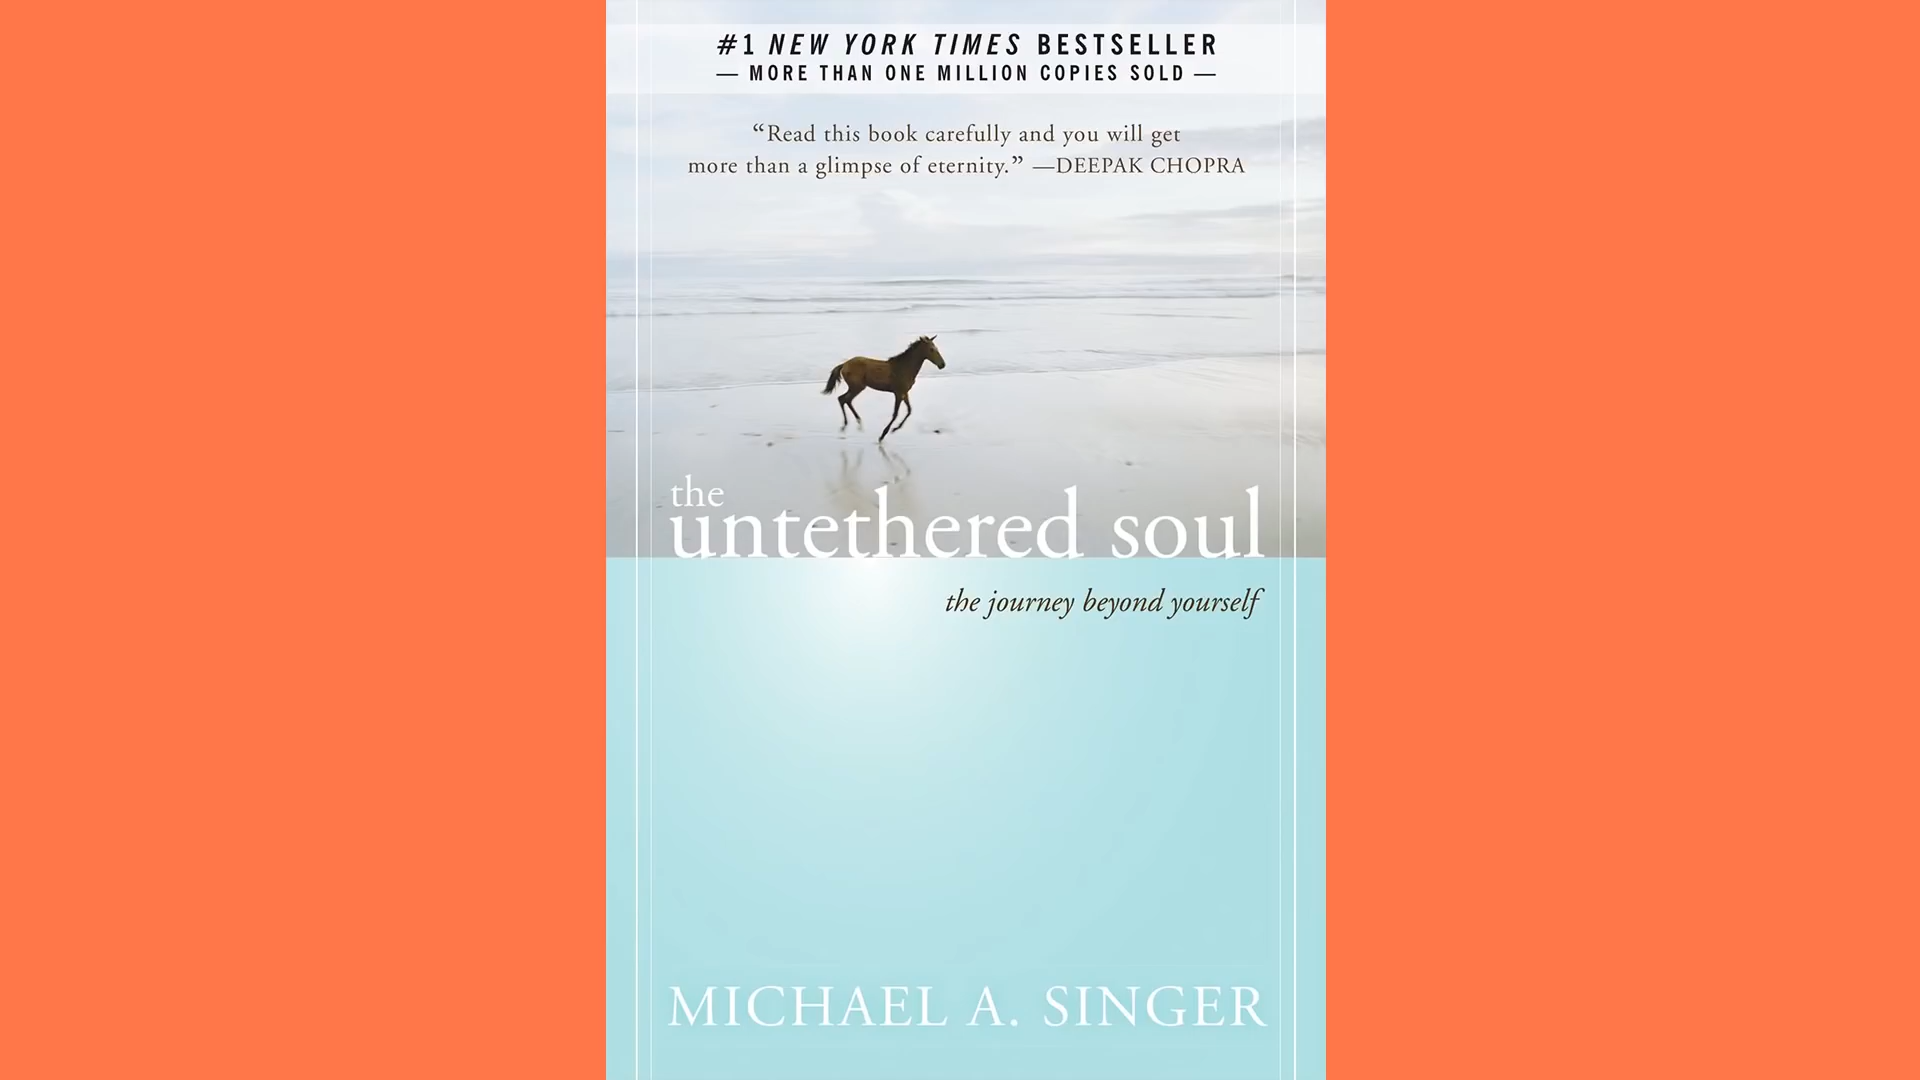 #1 NEW YORK TIMES BESTSELLER
— MORE THAN ONE MILLION COPIES SOLD —
“Read this book carefully and you will get
more than a glimpse of eternity.” —DEEPAK CHOPRA
the
untethered soul
the journey beyond yourself
MICHAEL A. SINGER